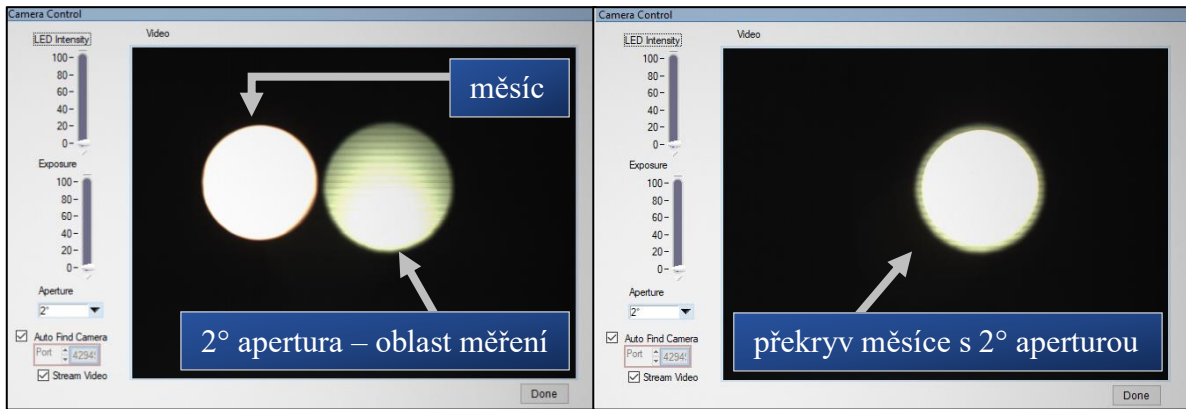 Camera Control
LED Intensity
100
80
60
40
20
0
Exposure
100
80
60
40
20
0
Aperture
2°
Auto Find Camera
Port
4294
Stream Video
Video
měsíc
2° apertura – oblast měření
Done
Camera Control
LED Intensity
100
80
60
40
20
0
Exposure
100
80
60
40
20
0
Aperture
2°
Auto Find Camera
Port
4294
Stream Video
Video
překryv měsíce s 2° aperturou
Done